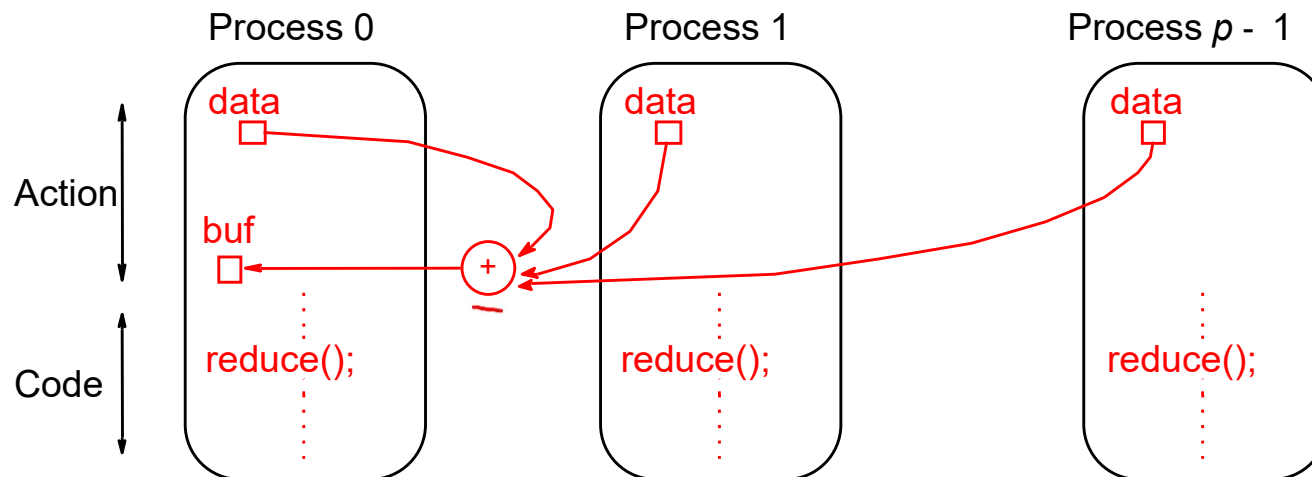 Process 0 Process 1 Process p - 1
data data data
Action
buf
+
reduce(); reduce(); reduce();
Code